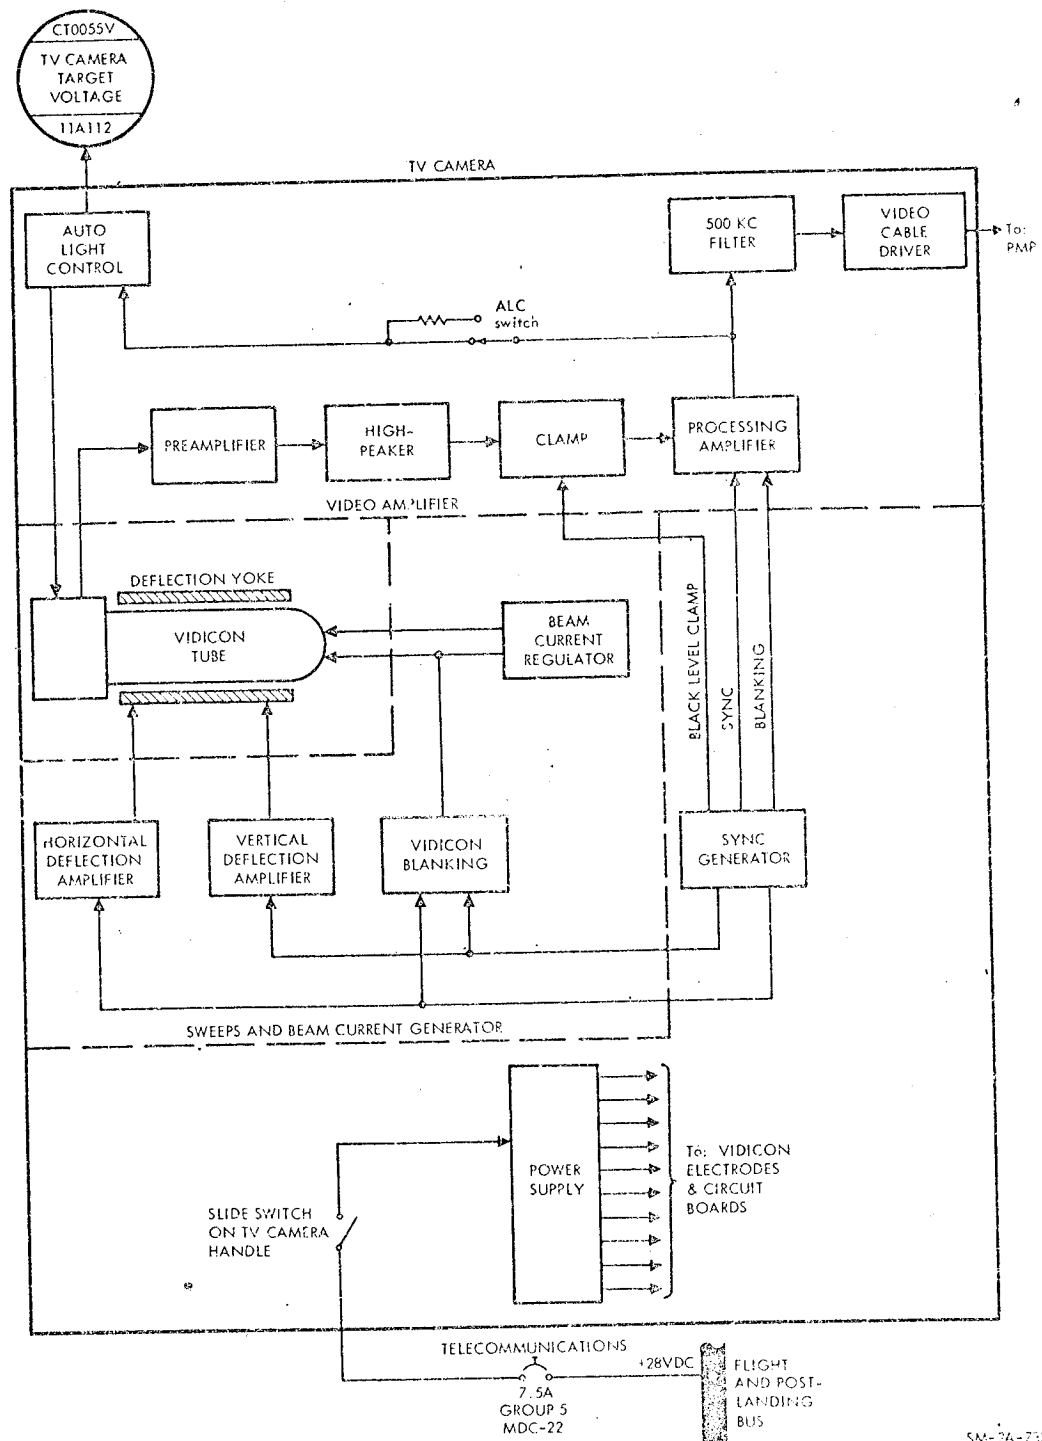 CT0055V
TV CAMERA
TARGET
VOLTAGE
11A112
TV CAMERA
AUTO
LIGHT
CONTROL
500 KC
FILTER
VIDEO
CABLE
DRIVER
To:
PMP
ALC
switch
PREAMPLIFIER
HIGH-
PEAKER
CLAMP
PROCESSING
AMPLIFIER
VIDEO AMPLIFIER
DEFLECTION YOKE
VIDICON
TUBE
BEAM
CURRENT
REGULATOR
BLACK LEVEL CLAMP
SYNC
BLANKING
HORIZONTAL
DEFLECTION
AMPLIFIER
VERTICAL
DEFLECTION
AMPLIFIER
VIDICON
BLANKING
SYNC
GENERATOR
SWEEPS AND BEAM CURRENT GENERATOR
POWER
SUPPLY
To: VIDICON
ELECTRODES
& CIRCUIT
BOARDS
SLIDE SWITCH
ON TV CAMERA
HANDLE
TELECOMMUNICATIONS
+28VDC
7.5A
GROUP 5
MDC-22
FLIGHT
AND POST-
LANDING
BUS